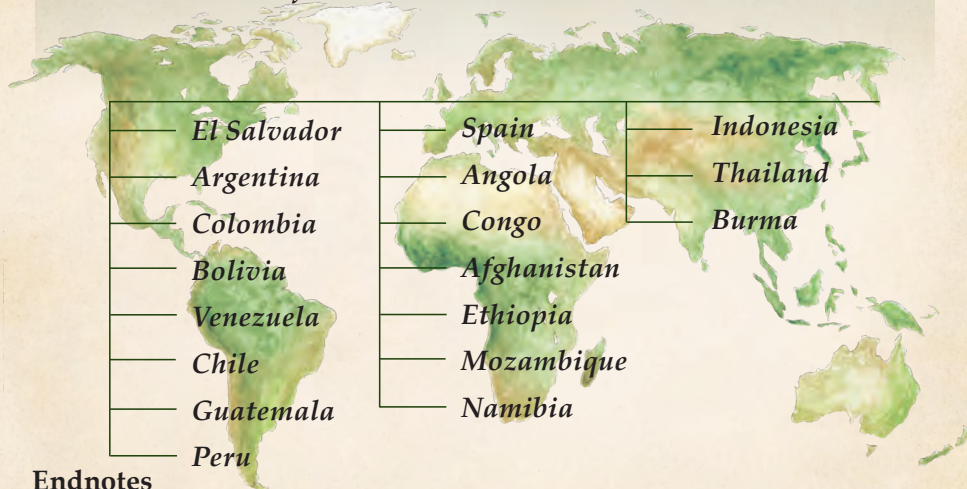 El Salvador
Argentina
Colombia
Bolivia
Venezuela
Chile
Guatemala
Peru
Spain
Angola
Congo
Afghanistan
Ethiopia
Mozambique
Namibia
Indonesia
Thailand
Burma
Endnotes